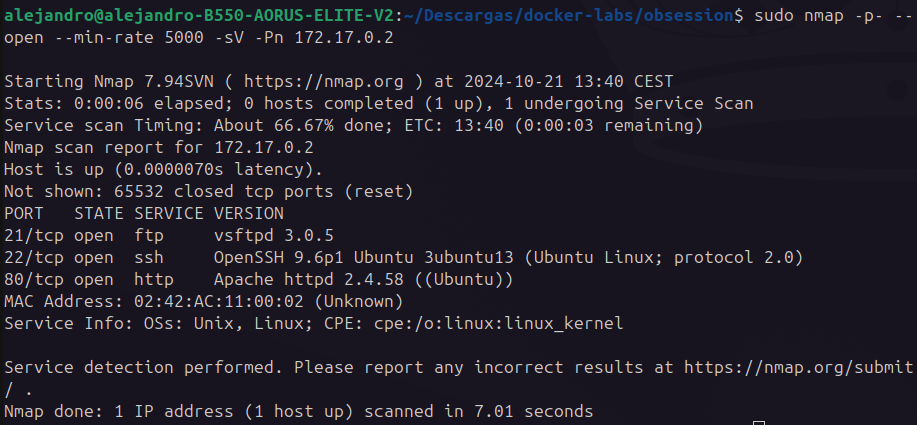 alejandro@alejandro-B550-AORUS-ELITE-V2:~/Descargas/docker-labs/obsession$ sudo nmap -p- --
open --min-rate 5000 -sV -Pn 172.17.0.2

Starting Nmap 7.94SVN ( https://nmap.org ) at 2024-10-21 13:40 CEST
Stats: 0:00:06 elapsed; 0 hosts completed (1 up), 1 undergoing Service Scan
Service scan Timing: About 66.67% done; ETC: 13:40 (0:00:03 remaining)
Nmap scan report for 172.17.0.2
Host is up (0.0000070s latency).
Not shown: 65532 closed tcp ports (reset)
PORT   STATE SERVICE VERSION
21/tcp open  ftp     vsftpd 3.0.5
22/tcp open  ssh     OpenSSH 9.6p1 Ubuntu 3ubuntu13 (Ubuntu Linux; protocol 2.0)
80/tcp open  http    Apache httpd 2.4.58 ((Ubuntu))
MAC Address: 02:42:AC:11:00:02 (Unknown)
Service Info: OSs: Unix, Linux; CPE: cpe:/o:linux:linux_kernel

Service detection performed. Please report any incorrect results at https://nmap.org/submit
/ .
Nmap done: 1 IP address (1 host up) scanned in 7.01 seconds